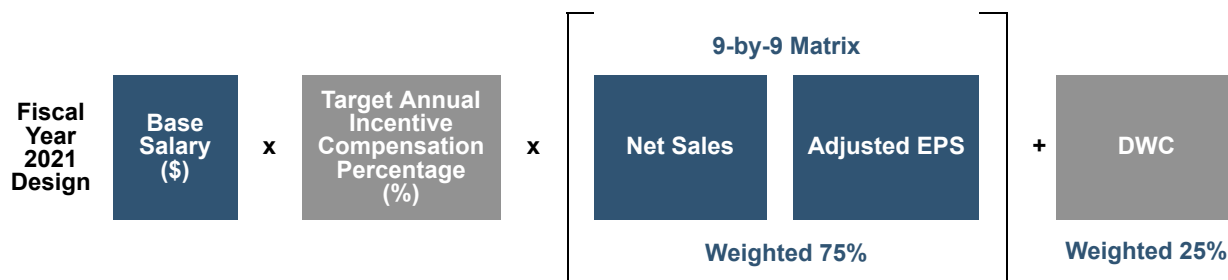 9-by-9 Matrix
Fiscal
Year
2021
Design
Base
Salary
($)
x
Target Annual
Incentive
Compensation
Percentage
(%)
x
Net Sales
Adjusted EPS
+
DWC
Weighted 75%
Weighted 25%